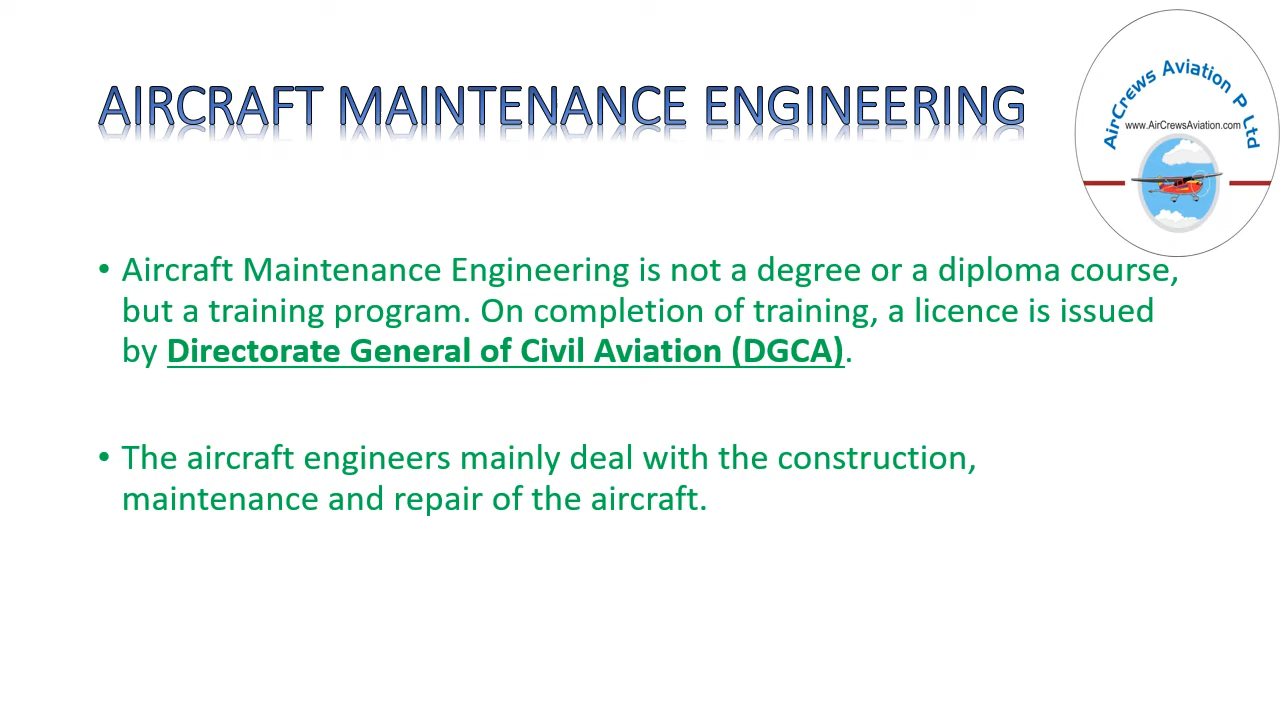 AIRCRAFT MAINTENANCE ENGINEERING
AirCrews Aviation P Ltd
www.AirCrewsAviation.com
• Aircraft Maintenance Engineering is not a degree or a diploma course,
but a training program. On completion of training, a licence is issued
by Directorate General of Civil Aviation (DGCA).
• The aircraft engineers mainly deal with the construction,
maintenance and repair of the aircraft.